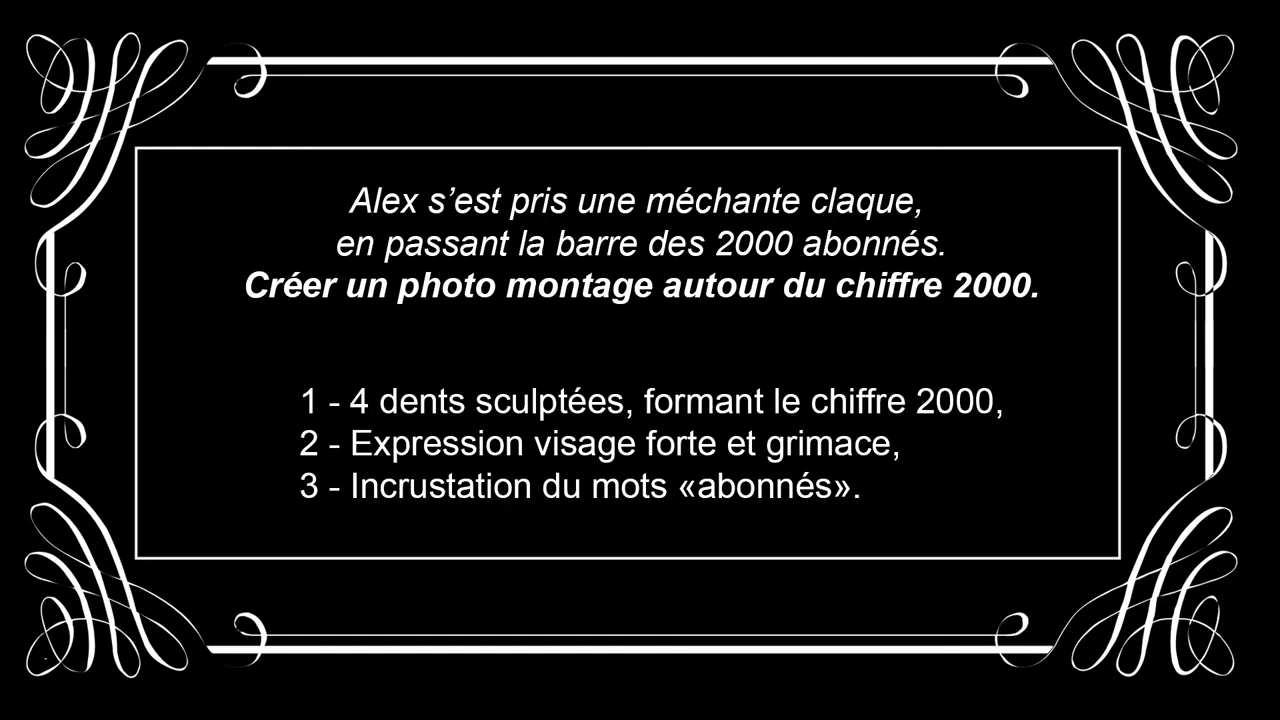 Alex s’est pris une méchante claque,
en passant la barre des 2000 abonnés.
Créer un photo montage autour du chiffre 2000.
1 - 4 dents sculptées, formant le chiffre 2000,
2 - Expression visage forte et grimace,
3 - Incrustation du mots «abonnés».